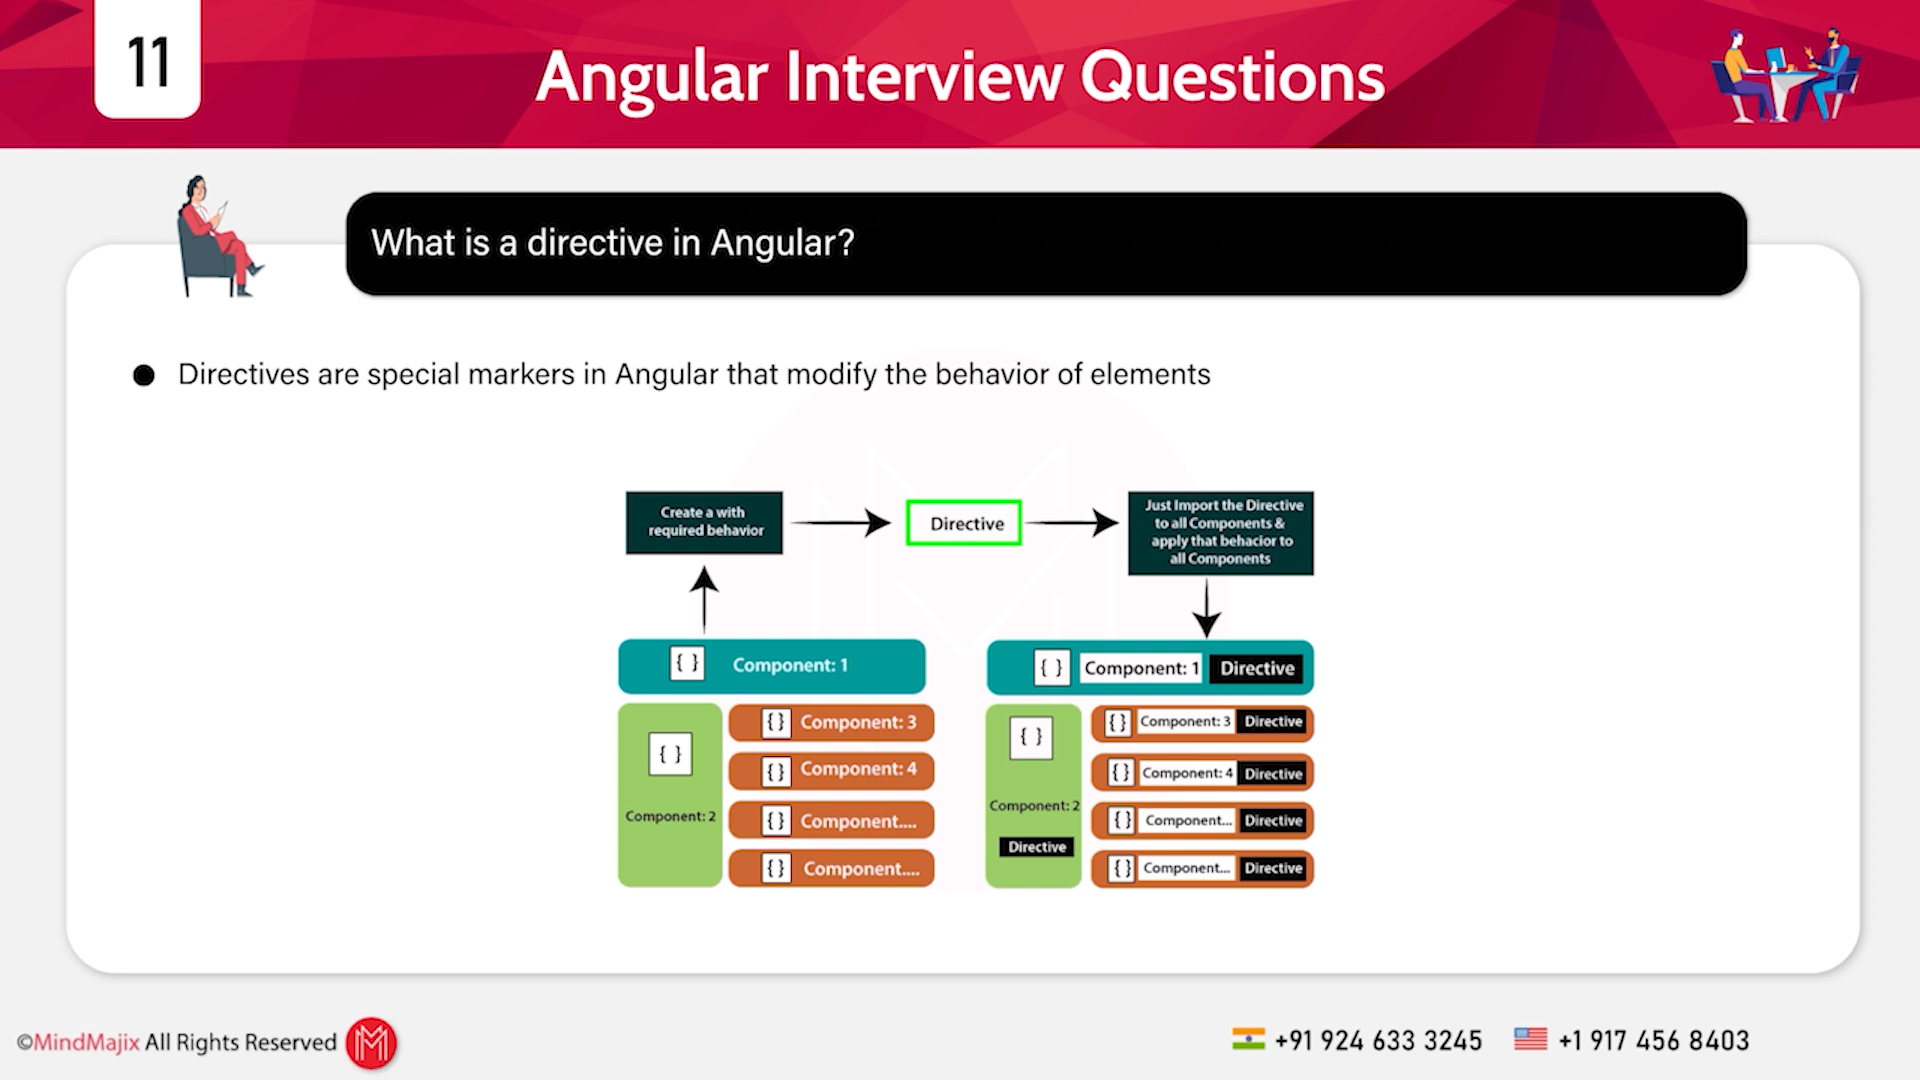 11
Angular Interview Questions
What is a directive in Angular?
Directives are special markers in Angular that modify the behavior of elements
Create a with
required behavior
Directive
Just Import the Directive
to all Components &
apply that behacior to
all Components
{ } Component: 1
{ }
Component: 2
{ } Component: 3
{ } Component: 4
{ } Component....
{ } Component....
{ } Component: 1 Directive
{ }
Component: 2
Directive
{ } Component: 3 Directive
{ } Component: 4 Directive
{ } Component... Directive
{ } Component... Directive
©MindMajix All Rights Reserved
+91 924 633 3245
+1 917 456 8403